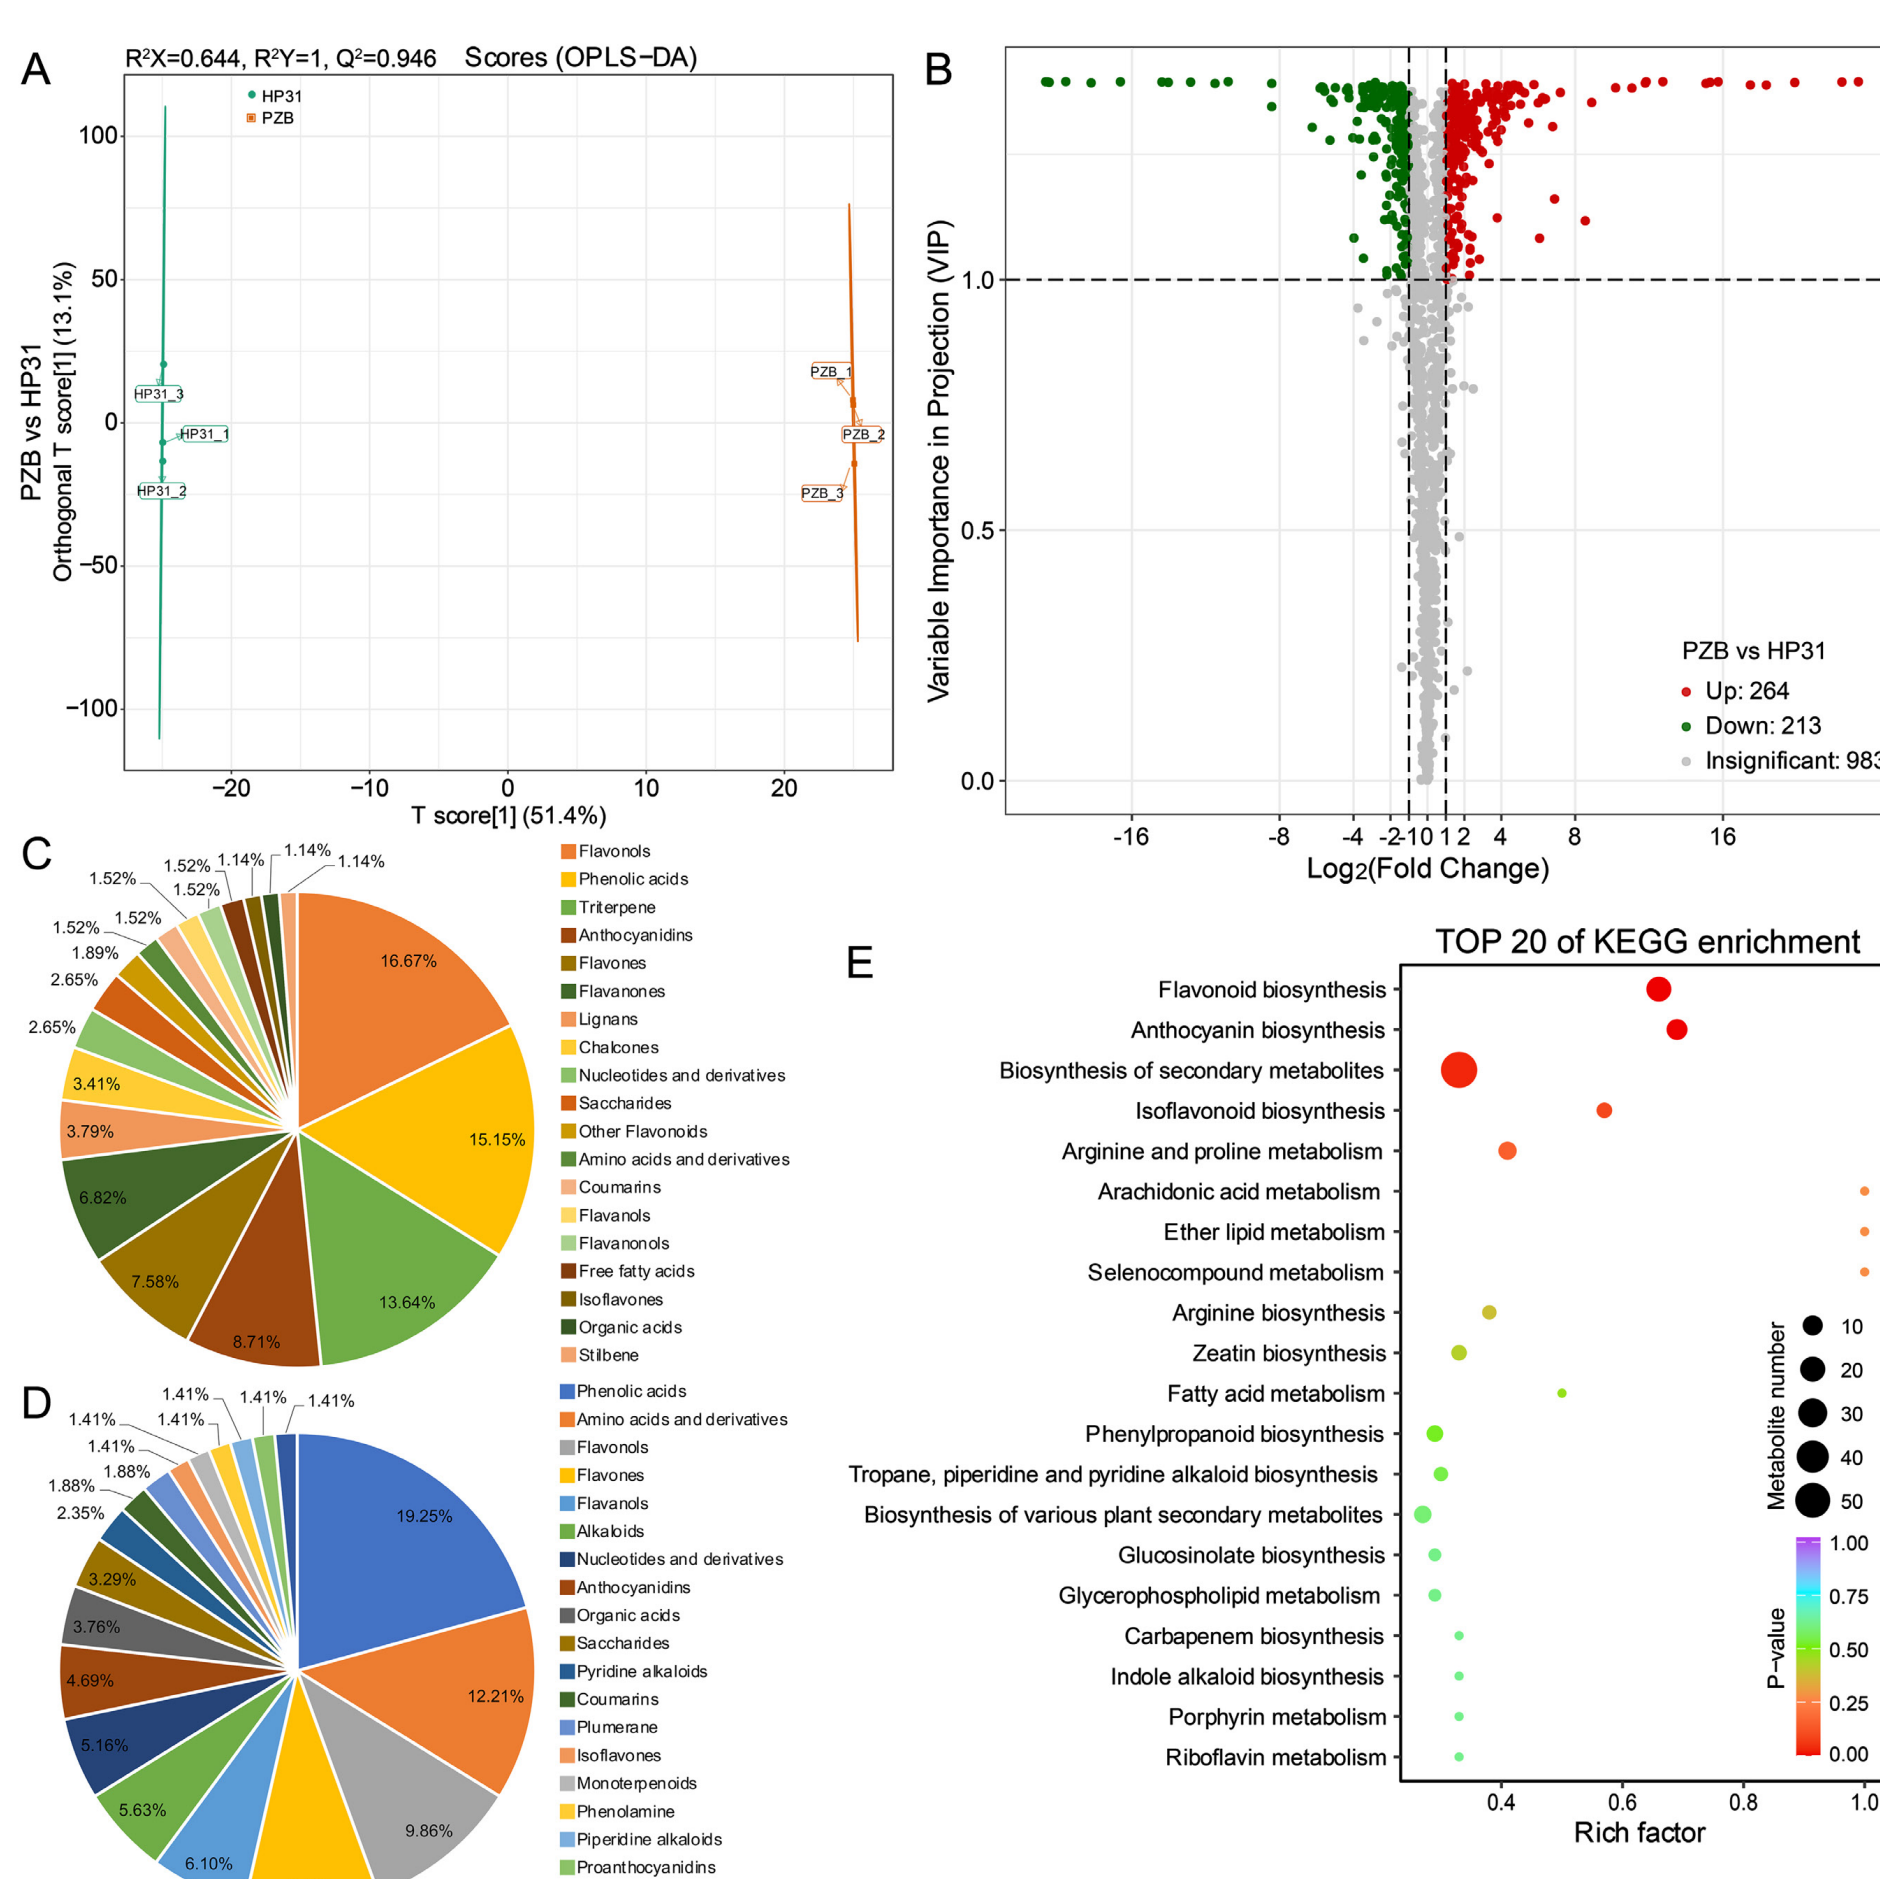 A
R²X=0.644, R²Y=1, Q²=0.946 Scores (OPLS−DA)
HP31
PZB
PZB vs HP31
Orthogonal T score[1] (13.1%)
100
50
0
−50
−100
HP31_3
HP31_1
HP31_2
PZB_1
PZB_2
PZB_3
−20 −10 0 10 20
T score[1] (51.4%)
B
Variable Importance in Projection (VIP)
1.0
0.5
0.0
PZB vs HP31
Up: 264
Down: 213
Insignificant: 983
-16 -8 -4 -2 -1 0 1 2 4 8 16
Log2(Fold Change)
C
1.52%
1.52%
1.14%
1.14%
1.14%
1.52%
1.52%
1.52%
1.89%
2.65%
2.65%
3.41%
3.79%
6.82%
7.58%
8.71%
13.64%
15.15%
16.67%
Flavonols
Phenolic acids
Triterpene
Anthocyanidins
Flavones
Flavanones
Lignans
Chalcones
Nucleotides and derivatives
Saccharides
Other Flavonoids
Amino acids and derivatives
Coumarins
Flavanols
Flavanonols
Free fatty acids
Isoflavones
Organic acids
Stilbene
D
1.41%
1.41%
1.41%
1.41%
1.41%
1.41%
1.88%
1.88%
2.35%
3.29%
3.76%
4.69%
5.16%
5.63%
6.10%
9.86%
12.21%
19.25%
Phenolic acids
Amino acids and derivatives
Flavonols
Flavones
Flavanols
Alkaloids
Nucleotides and derivatives
Anthocyanidins
Organic acids
Saccharides
Pyridine alkaloids
Coumarins
Plumerane
Isoflavones
Monoterpenoids
Phenolamine
Piperidine alkaloids
Proanthocyanidins
E
TOP 20 of KEGG enrichment
Flavonoid biosynthesis
Anthocyanin biosynthesis
Biosynthesis of secondary metabolites
Isoflavonoid biosynthesis
Arginine and proline metabolism
Arachidonic acid metabolism
Ether lipid metabolism
Selenocompound metabolism
Arginine biosynthesis
Zeatin biosynthesis
Fatty acid metabolism
Phenylpropanoid biosynthesis
Tropane, piperidine and pyridine alkaloid biosynthesis
Biosynthesis of various plant secondary metabolites
Glucosinolate biosynthesis
Glycerophospholipid metabolism
Carbapenem biosynthesis
Indole alkaloid biosynthesis
Porphyrin metabolism
Riboflavin metabolism
0.4 0.6 0.8 1.0
Rich factor
Metabolite number
10
20
30
40
50
P−value
1.00
0.75
0.50
0.25
0.00